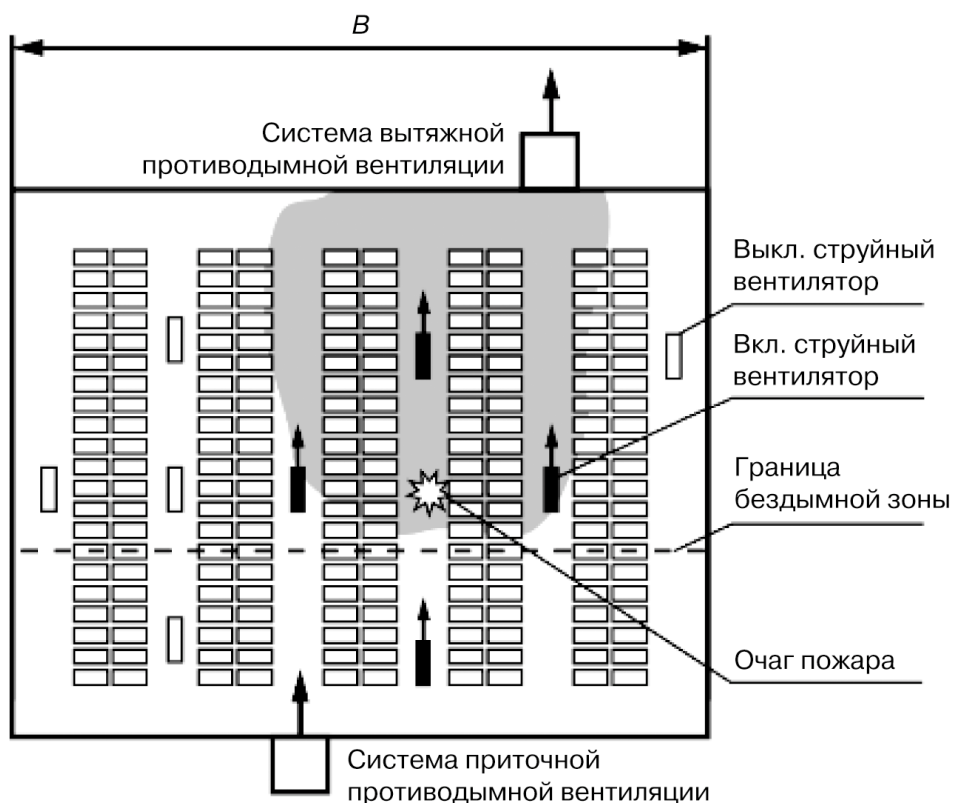 B
Система вытяжной
противодымной вентиляции
Выкл. струйный
вентилятор
Вкл. струйный
вентилятор
Граница
бездымной зоны
Очаг пожара
Система приточной
противодымной вентиляции